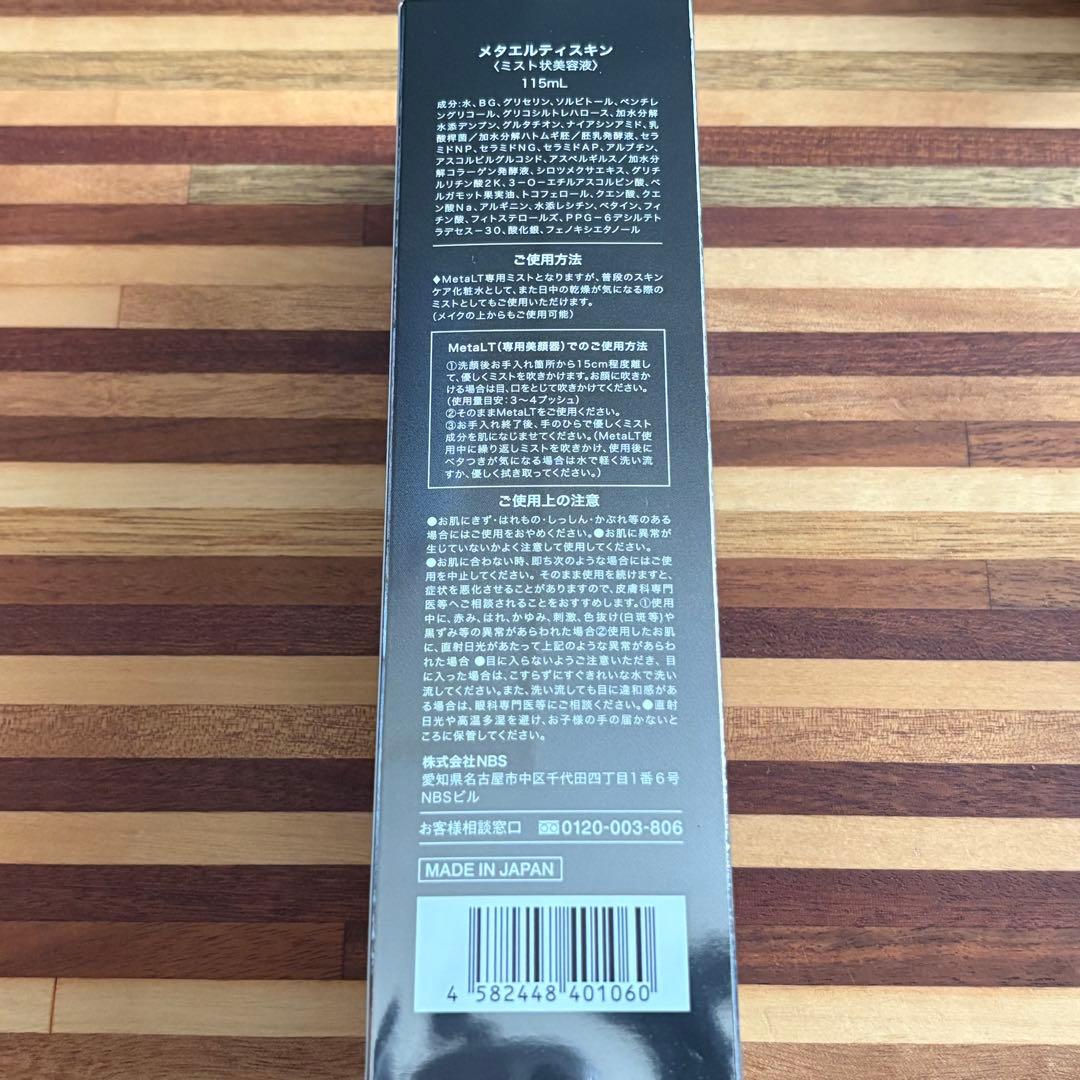 メタエルティスキン
〈ミスト状美容液〉
115mL
成分:水、BG、グリセリン、ソルビトール、ペンチレ
ングリコール、グリコシルトレハロース、加水分解
水添デンプン、グルタチオン、ナイアシンアミド、乳
酸桿菌/加水分解ハトムギ胚/胚乳発酵液、セラ
ミドNP、セラミドNG、セラミドAP、アルブチン、
アスコルビルグルコシド、アスペルギルス/加水分
解コラーゲン発酵液、シロツメクサエキス、グリチ
ルリチン酸2K、3-O-エチルアスコルビン酸、ベ
ルガモット果実油、トコフェロール、クエン酸、クエ
ン酸Na、アルギニン、水添レシチン、ベタイン、フィ
チン酸、フィトステロールズ、PPG-6デシルテト
ラデセス-30、酸化銀、フェノキシエタノール
ご使用方法
◆MetaLT専用ミストとなりますが、普段のスキン
ケア化粧水として、また日中の乾燥が気になる際の
ミストとしてもご使用いただけます。
(メイクの上からもご使用可能)
MetaLT(専用美顔器)でのご使用方法
①洗顔後お手入れ箇所から15cm程度離し
て、優しくミストを吹きかけます。お顔に吹きか
ける場合は目、口をとじて吹きかけてください。
(使用量目安:3〜4プッシュ)
②そのままMetaLTをご使用ください。
③お手入れ終了後、手のひらで優しくミスト
成分を肌になじませてください。(MetaLT使
用中に繰り返しミストを吹きかけ、使用後に
ベタつきが気になる場合は水で軽く洗い流
すか、優しく拭き取ってください。)
ご使用上の注意
●お肌にきず・はれもの・しっしん・かぶれ等のある
場合にはご使用をおやめください。●お肌に異常が
生じていないかよく注意して使用してください。
●お肌に合わない時、即ち次のような場合にはご使
用を中止してください。そのまま使用を続けますと、
症状を悪化させることがありますので、皮膚科専門
医等へご相談されることをおすすめします。①使用
中に、赤み、はれ、かゆみ、刺激、色抜け(白斑等)や
黒ずみ等の異常があらわれた場合②使用したお肌
に、直射日光があたって上記のような異常があらわ
れた場合 ●目に入らないようご注意いただき、目
に入った場合は、こすらずにすぐきれいな水で洗い
流してください。また、洗い流しても目に違和感があ
る場合は、眼科専門医等にご相談ください。●直射
日光や高温多湿を避け、お子様の手の届かないと
ころに保管してください。
株式会社NBS
愛知県名古屋市中区千代田四丁目1番6号
NBSビル
お客様相談窓口 0120-003-806
MADE IN JAPAN
4 582448 401060